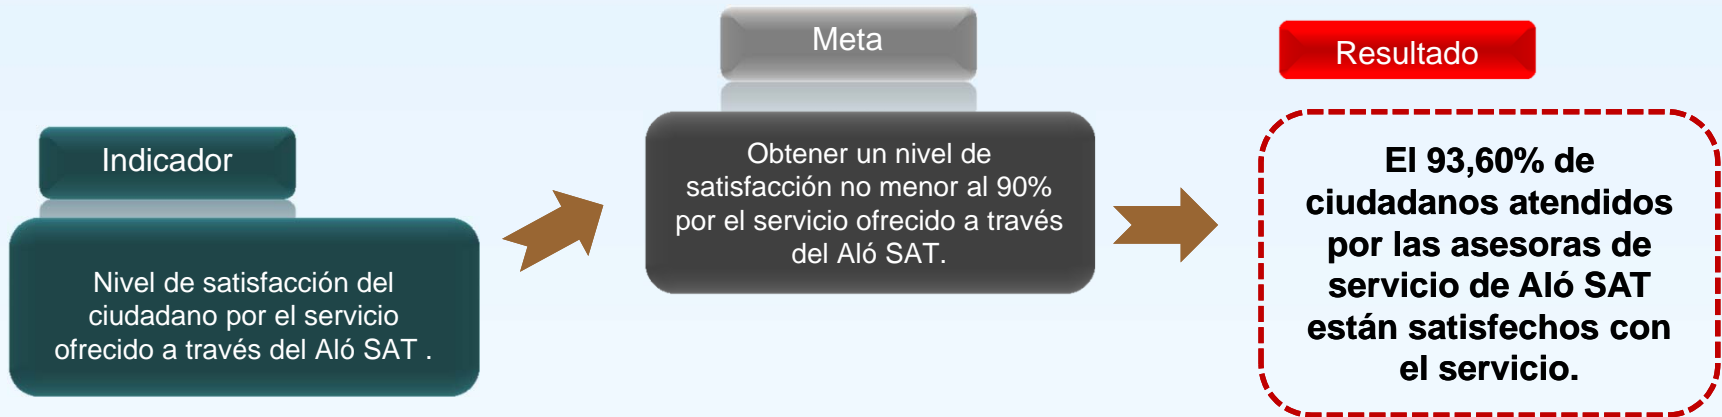 Indicador
Nivel de satisfacción del
ciudadano por el servicio
ofrecido a través del Aló SAT .
Meta
Obtener un nivel de
satisfacción no menor al 90%
por el servicio ofrecido a través
del Aló SAT.
Resultado
El 93,60% de
ciudadanos atendidos
por las asesoras de
servicio de Aló SAT
están satisfechos con
el servicio.